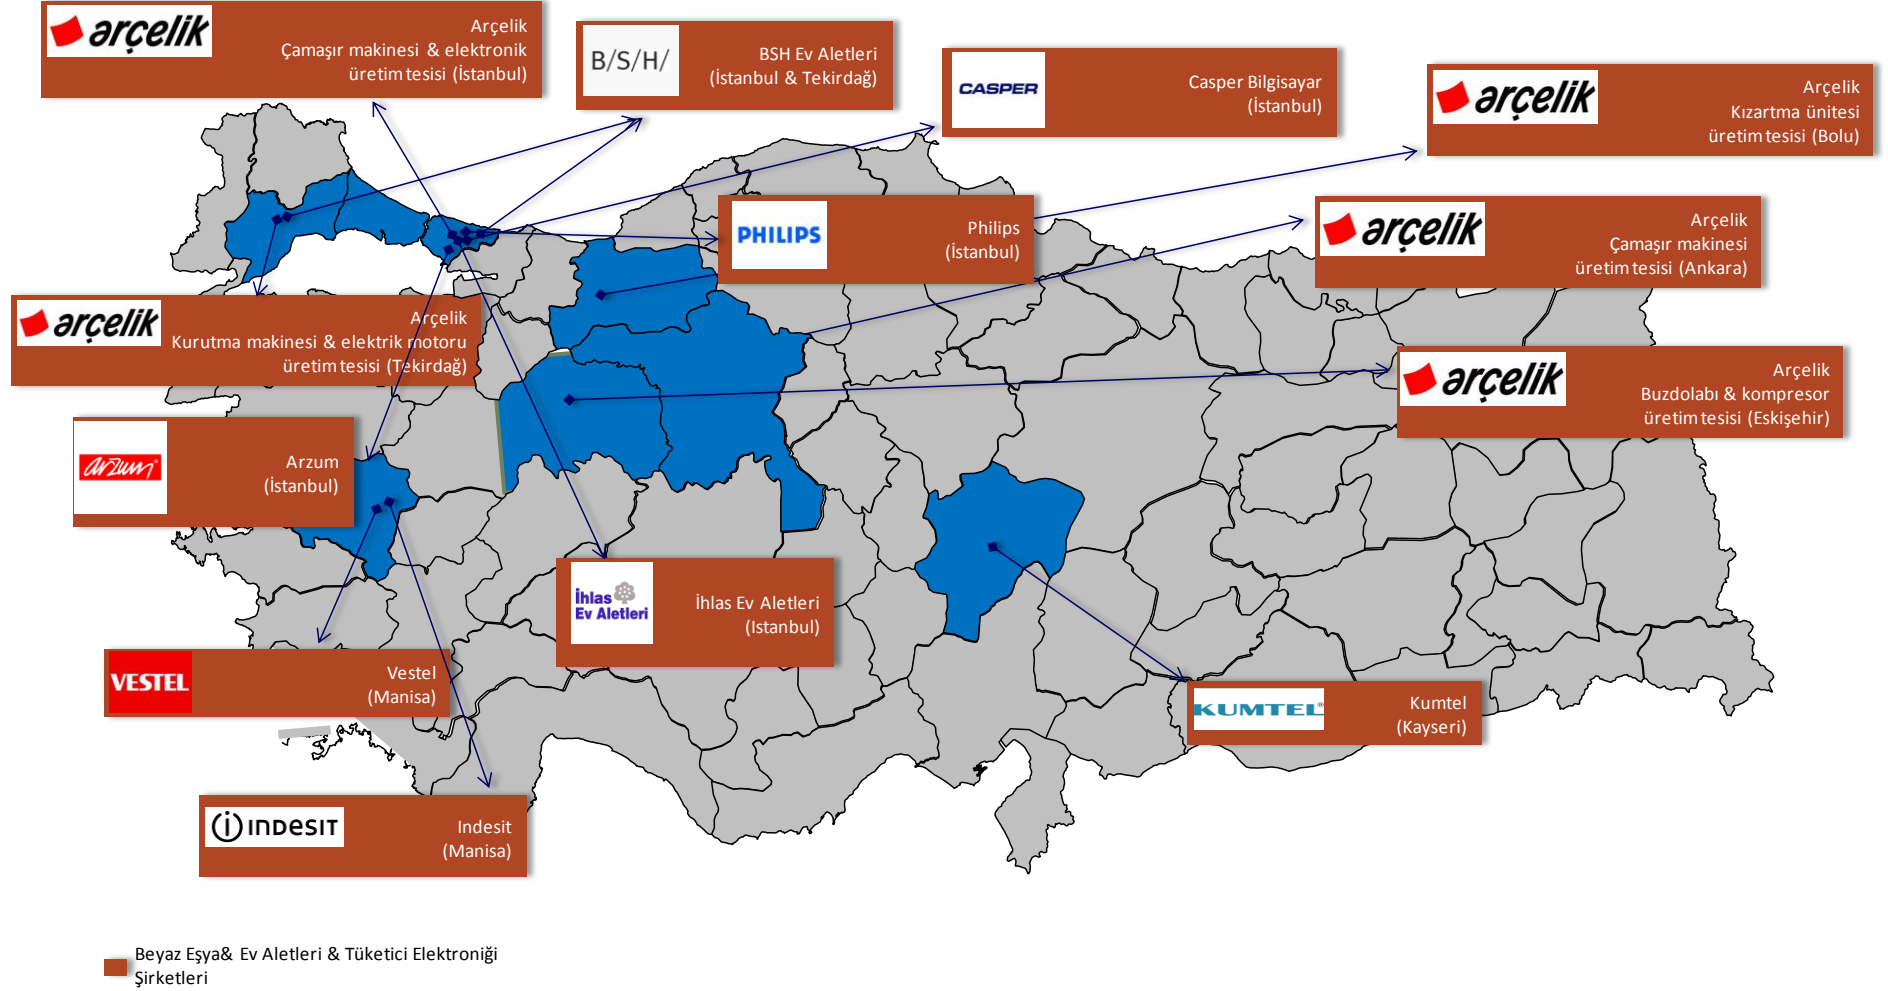 arçelik
Arçelik
Çamaşır makinesi & elektronik
üretim tesisi (İstanbul)
B/S/H/
BSH Ev Aletleri
(İstanbul & Tekirdağ)
CASPER
Casper Bilgisayar
(İstanbul)
arçelik
Arçelik
Kızartma ünitesi
üretim tesisi (Bolu)
PHILIPS
Philips
(İstanbul)
arçelik
Arçelik
Çamaşır makinesi
üretim tesisi (Ankara)
arçelik
Arçelik
Kurutma makinesi & elektrik motoru
üretim tesisi (Tekirdağ)
arçelik
Arçelik
Buzdolabı & kompresor
üretim tesisi (Eskişehir)
arzum
Arzum
(İstanbul)
İhlas
Ev Aletleri
İhlas Ev Aletleri
(Istanbul)
VESTEL
Vestel
(Manisa)
KUMTEL®
Kumtel
(Kayseri)
INDESIT
Indesit
(Manisa)
Beyaz Eşya& Ev Aletleri & Tüketici Elektroniği
Şirketleri